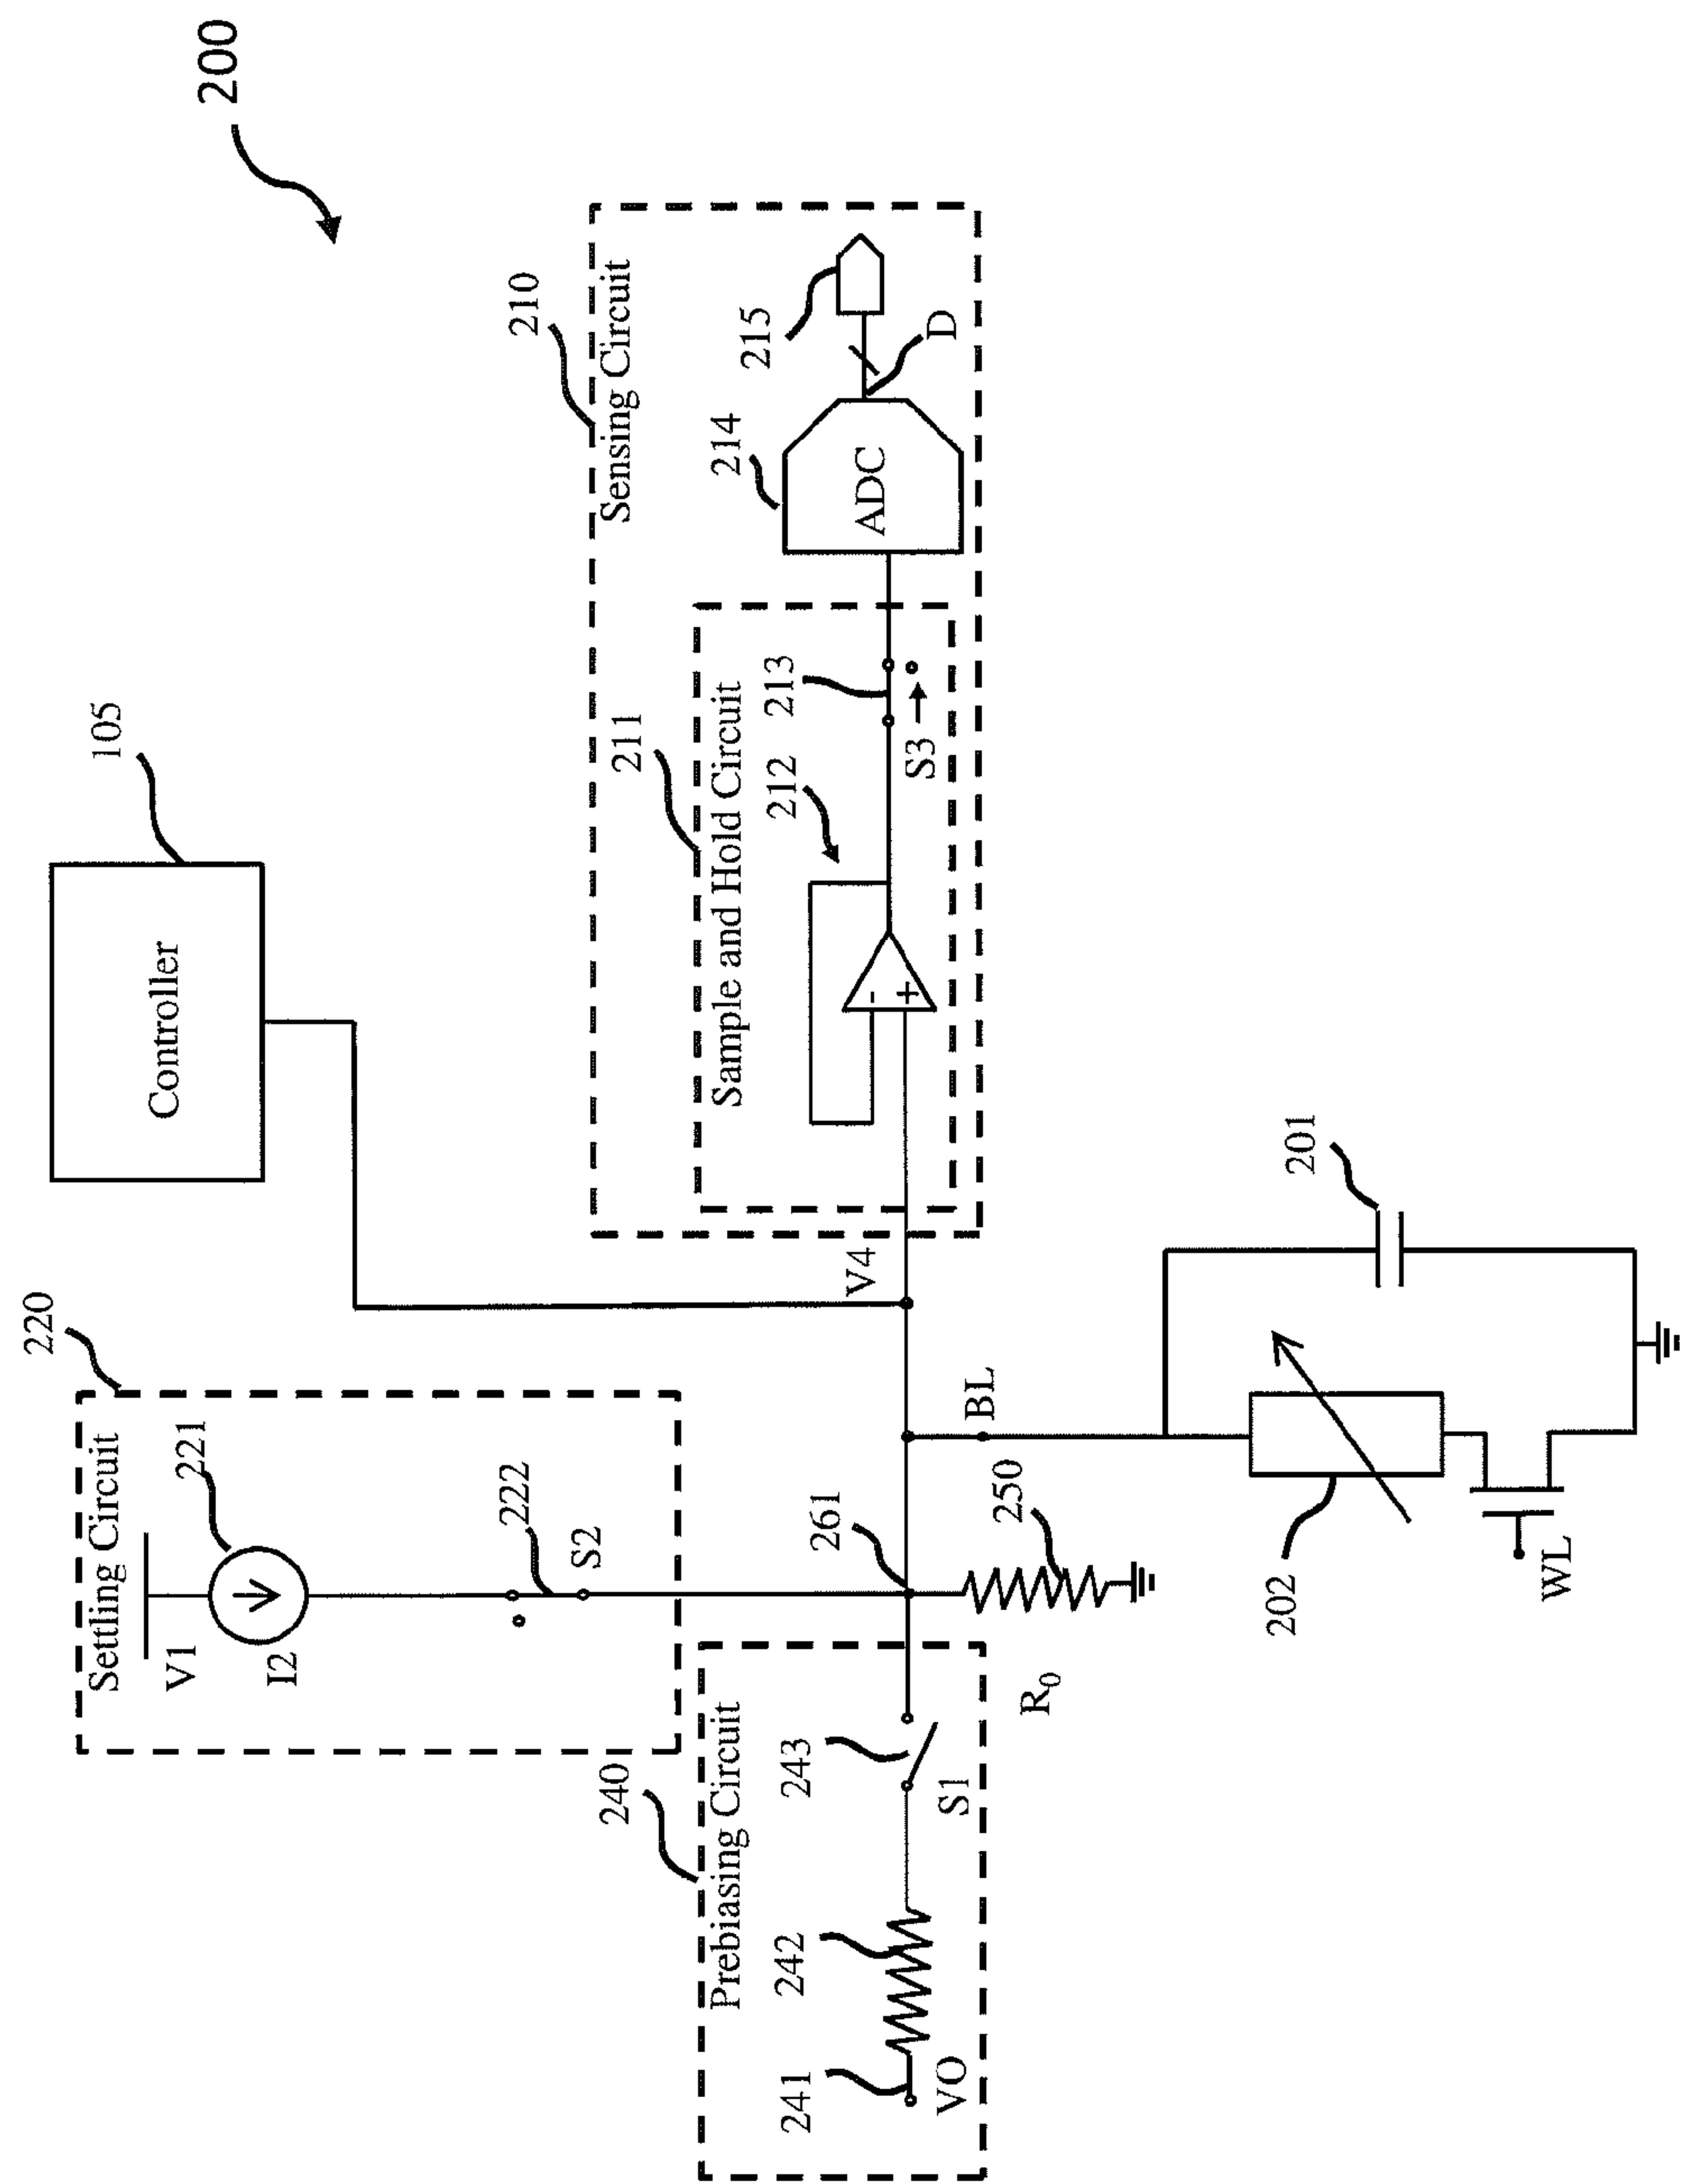 200
105
Controller
220
Settling Circuit
V1
221
I2
222
S2
210
Sensing Circuit
211
Sample and Hold Circuit
212
213
S3
214
ADC
215
D
V4
240
Prebiasing Circuit
241
VO
242
243
S1
261
R0
250
BL
201
202
WL
-
+